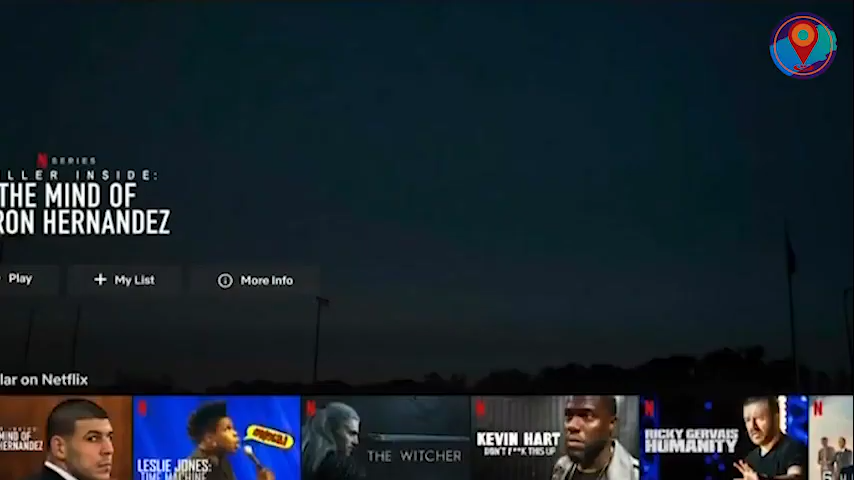 SERIES
LLER INSIDE:
THE MIND OF
RON HERNANDEZ
Play
+ My List
More Info
lar on Netflix
MIND OF
HERNANDEZ
LESLIE JONES:
TIME MACHINE
THE WITCHER
KEVIN HART
DON'T F**K THIS UP
RICKY GERVAIS
HUMANITY